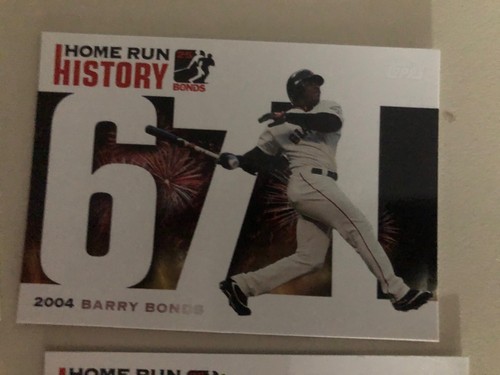 HOME RUN
HISTORY
BONDS
671
2004 BARRY BONDS
HOME RUN